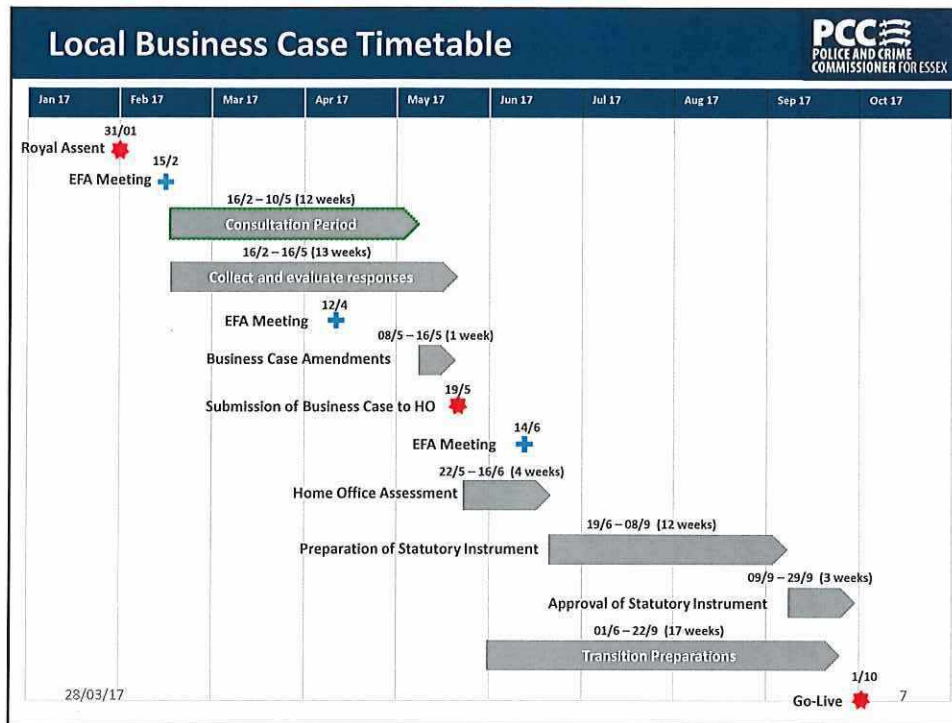 Local Business Case Timetable
PCC
POLICE AND CRIME
COMMISSIONER FOR ESSEX
Jan 17 Feb 17 Mar 17 Apr 17 May 17 Jun 17 Jul 17 Aug 17 Sep 17 Oct 17
31/01
Royal Assent
15/2
EFA Meeting
16/2 – 10/5 (12 weeks)
Consultation Period
16/2 – 16/5 (13 weeks)
Collect and evaluate responses
12/4
EFA Meeting
08/5 – 16/5 (1 week)
Business Case Amendments
19/5
Submission of Business Case to HO
14/6
EFA Meeting
22/5 – 16/6 (4 weeks)
Home Office Assessment
19/6 – 08/9 (12 weeks)
Preparation of Statutory Instrument
09/9 – 29/9 (3 weeks)
Approval of Statutory Instrument
01/6 – 22/9 (17 weeks)
Transition Preparations
1/10
28/03/17
Go-Live
7